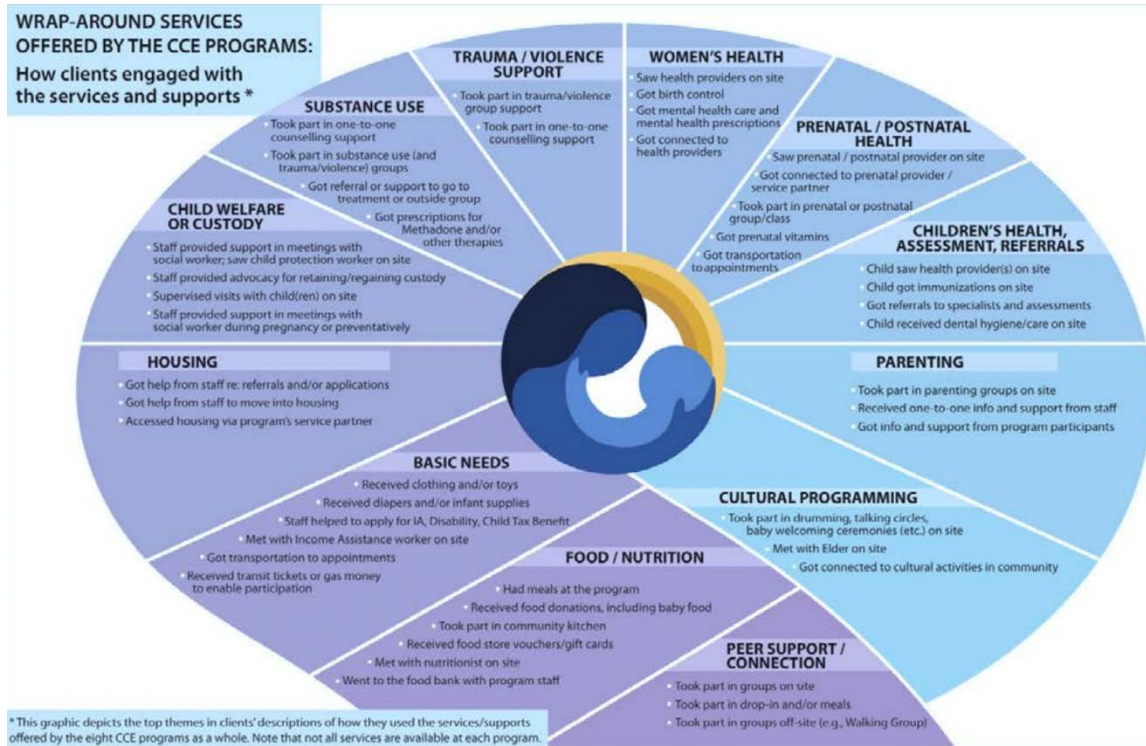 WRAP-AROUND SERVICES
OFFERED BY THE CCE PROGRAMS:
How clients engaged with
the services and supports *
TRAUMA / VIOLENCE
SUPPORT
• Took part in trauma/violence
group support
• Took part in one-to-one
counselling support
WOMEN'S HEALTH
• Saw health providers on site
• Got birth control
• Got mental health care and
mental health prescriptions
• Got connected to
health providers
SUBSTANCE USE
• Took part in one-to-one
counselling support
• Took part in substance use (and
trauma/violence) groups
• Got referral or support to go to
treatment or outside group
• Got prescriptions for
Methadone and/or
other therapies
PRENATAL / POSTNATAL
HEALTH
• Saw prenatal / postnatal provider on site
• Got connected to prenatal provider /
service partner
• Took part in prenatal or postnatal
group/class
• Got prenatal vitamins
• Got transportation
to appointments
CHILD WELFARE
OR CUSTODY
• Staff provided support in meetings with
social worker; saw child protection worker on site
• Staff provided advocacy for retaining/regaining custody
• Supervised visits with child(ren) on site
• Staff provided support in meetings with
social worker during pregnancy or preventatively
CHILDREN'S HEALTH,
ASSESSMENT, REFERRALS
• Child saw health provider(s) on site
• Child got immunizations on site
• Got referrals to specialists and assessments
• Child received dental hygiene/care on site
HOUSING
• Got help from staff re: referrals and/or applications
• Got help from staff to move into housing
• Accessed housing via program's service partner
PARENTING
• Took part in parenting groups on site
• Received one-to-one info and support from staff
• Got info and support from program participants
BASIC NEEDS
• Received clothing and/or toys
• Received diapers and/or infant supplies
• Staff helped to apply for IA, Disability, Child Tax Benefit
• Met with Income Assistance worker on site
• Got transportation to appointments
• Received transit tickets or gas money
to enable participation
CULTURAL PROGRAMMING
• Took part in drumming, talking circles,
baby welcoming ceremonies (etc.) on site
• Met with Elder on site
• Got connected to cultural activities in community
FOOD / NUTRITION
• Had meals at the program
• Received food donations, including baby food
• Took part in community kitchen
• Received food store vouchers/gift cards
• Met with nutritionist on site
• Went to the food bank with program staff
PEER SUPPORT /
CONNECTION
• Took part in groups on site
• Took part in drop-in and/or meals
• Took part in groups off-site (e.g., Walking Group)
* This graphic depicts the top themes in clients' descriptions of how they used the services/supports
offered by the eight CCE programs as a whole. Note that not all services are available at each program.